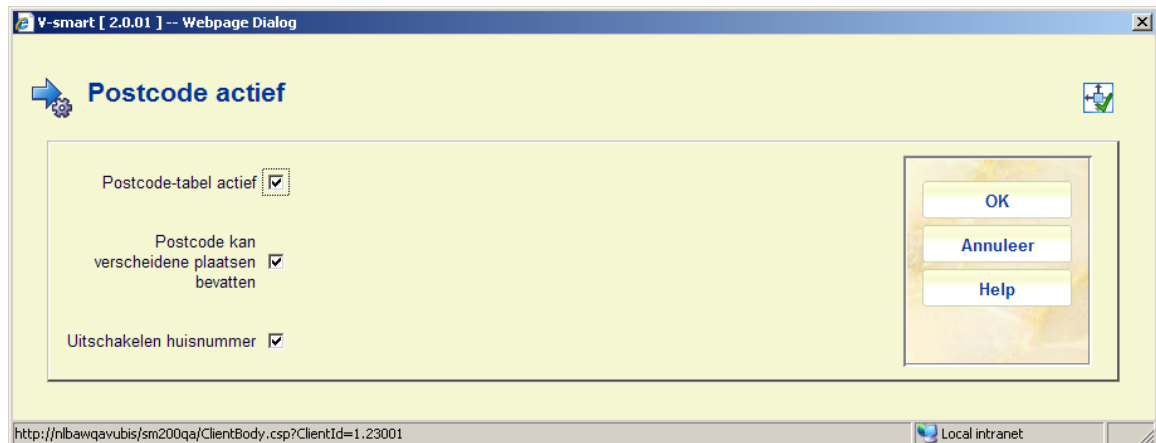 V-smart [ 2.0.01 ] -- Webpage Dialog
Postcode actief
Postcode-tabel actief
Postcode kan
verscheidene plaatsen
bevatten
Uitschakelen huisnummer
OK
Annuleer
Help
http://nlbawqavubis/sm200qa/ClientBody.csp?ClientId=1.23001
Local intranet